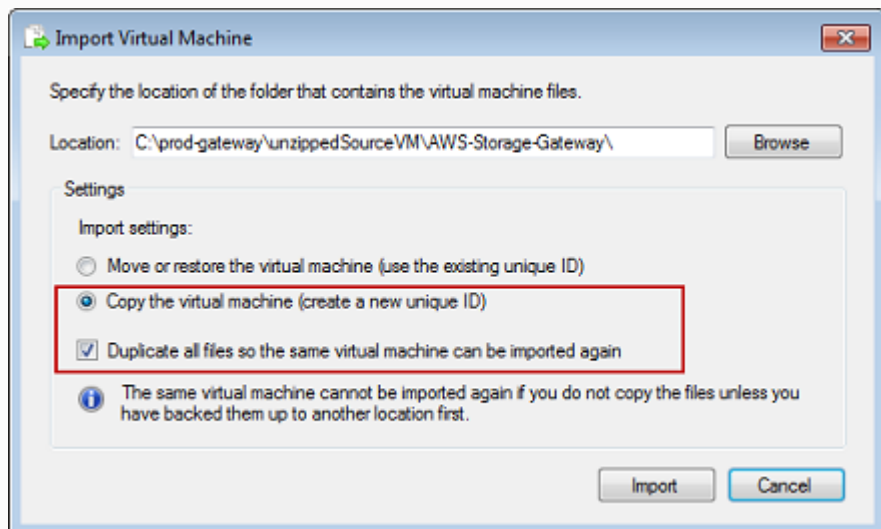 Import Virtual Machine
Specify the location of the folder that contains the virtual machine files.
Location: C:\prod-gateway\unzippedSourceVM\AWS-Storage-Gateway\ Browse
Settings
Import settings:
Move or restore the virtual machine (use the existing unique ID)
Copy the virtual machine (create a new unique ID)
Duplicate all files so the same virtual machine can be imported again
The same virtual machine cannot be imported again if you do not copy the files unless you
have backed them up to another location first.
Import Cancel